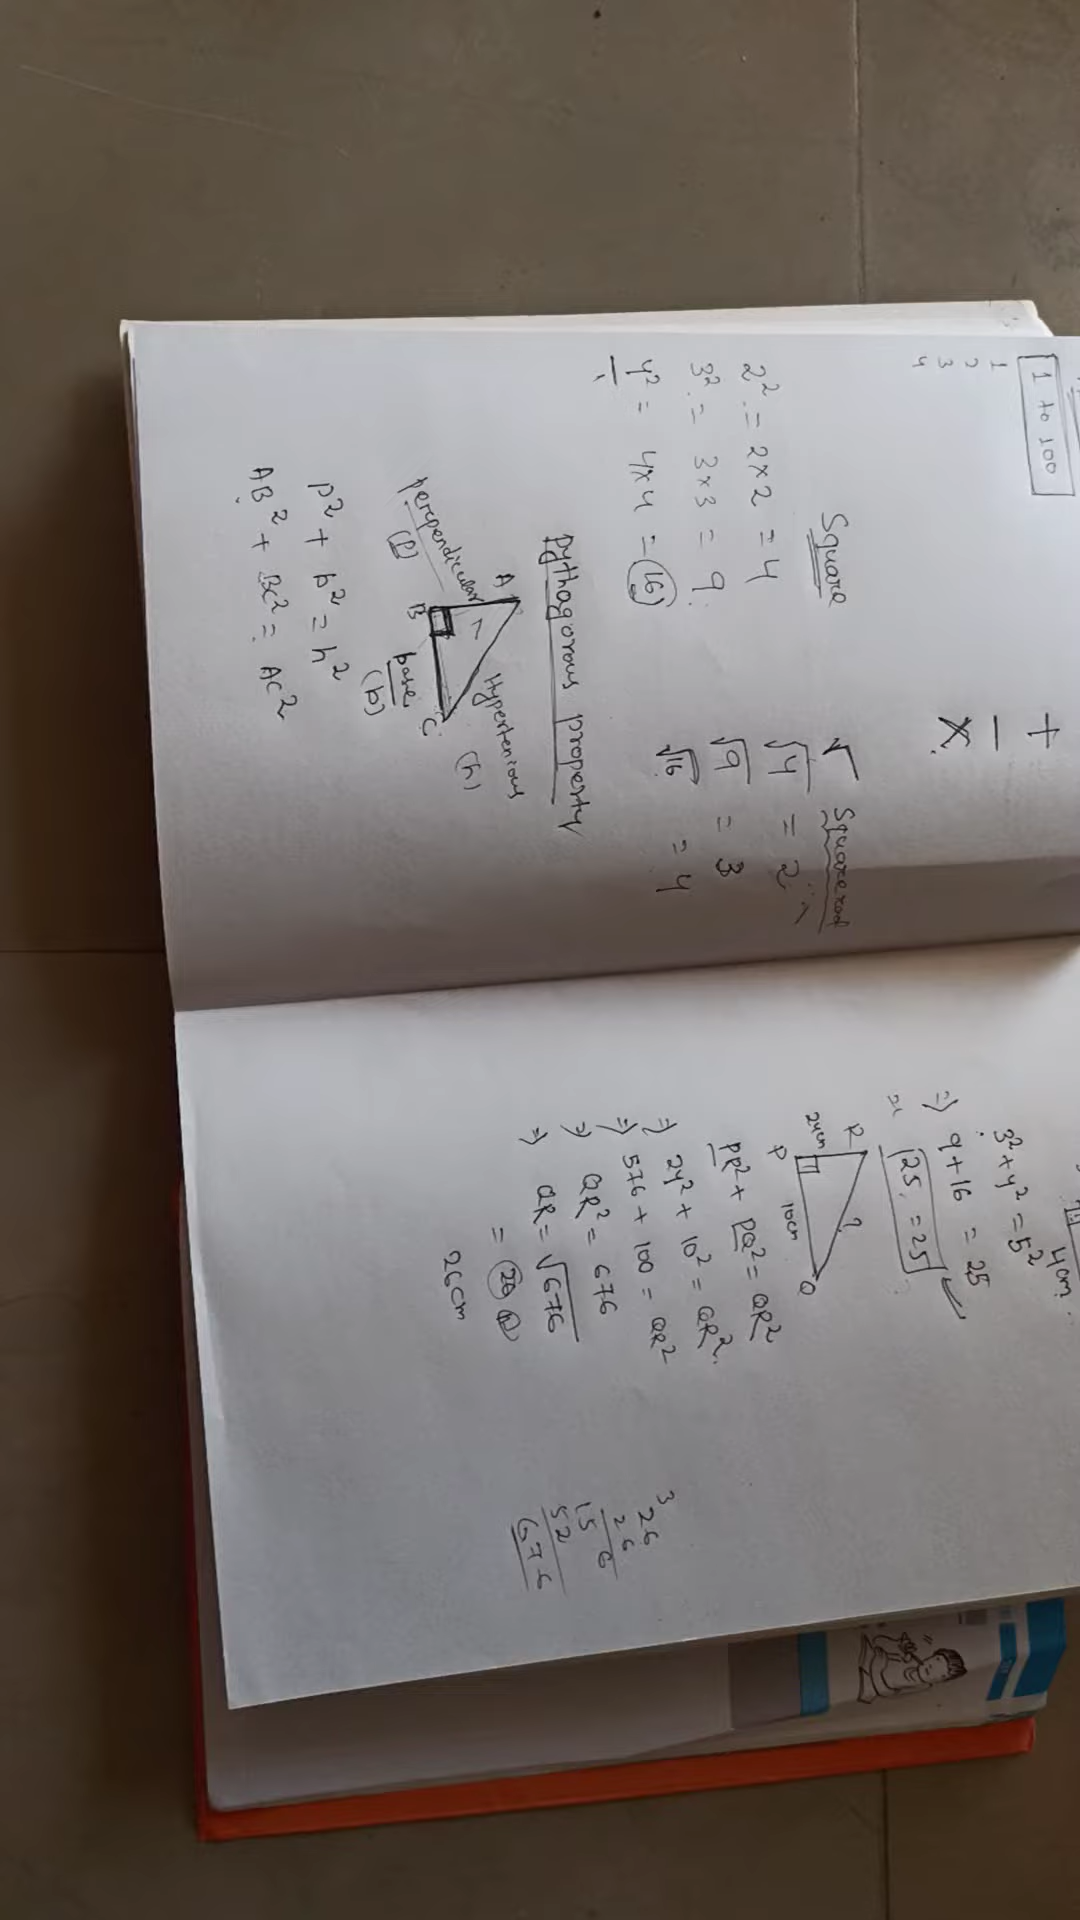 1 to 100
1
2
3
4
+
−
×
Square
2² = 2×2 = 4
3² = 3×3 = 9
4² = 4×4 = 16
√ Squareroot
√4 = 2
√9 = 3
√16 = 4
Pythagorous property
A
B
C
perpendicular
(p)
Hypertenious
(h)
base
(b)
p² + b² = h²
AB² + BC² = AC²
4cm
3² + 4² = 5²
⇒ 9 + 16 = 25
25 = 25
R
24cm
?
P
10cm
Q
PR² + PQ² = QR²
⇒ 24² + 10² = QR²
⇒ 576 + 100 = QR²
⇒ QR² = 676
⇒ QR = √676
= 26
26cm
3
26
26
156
52
676